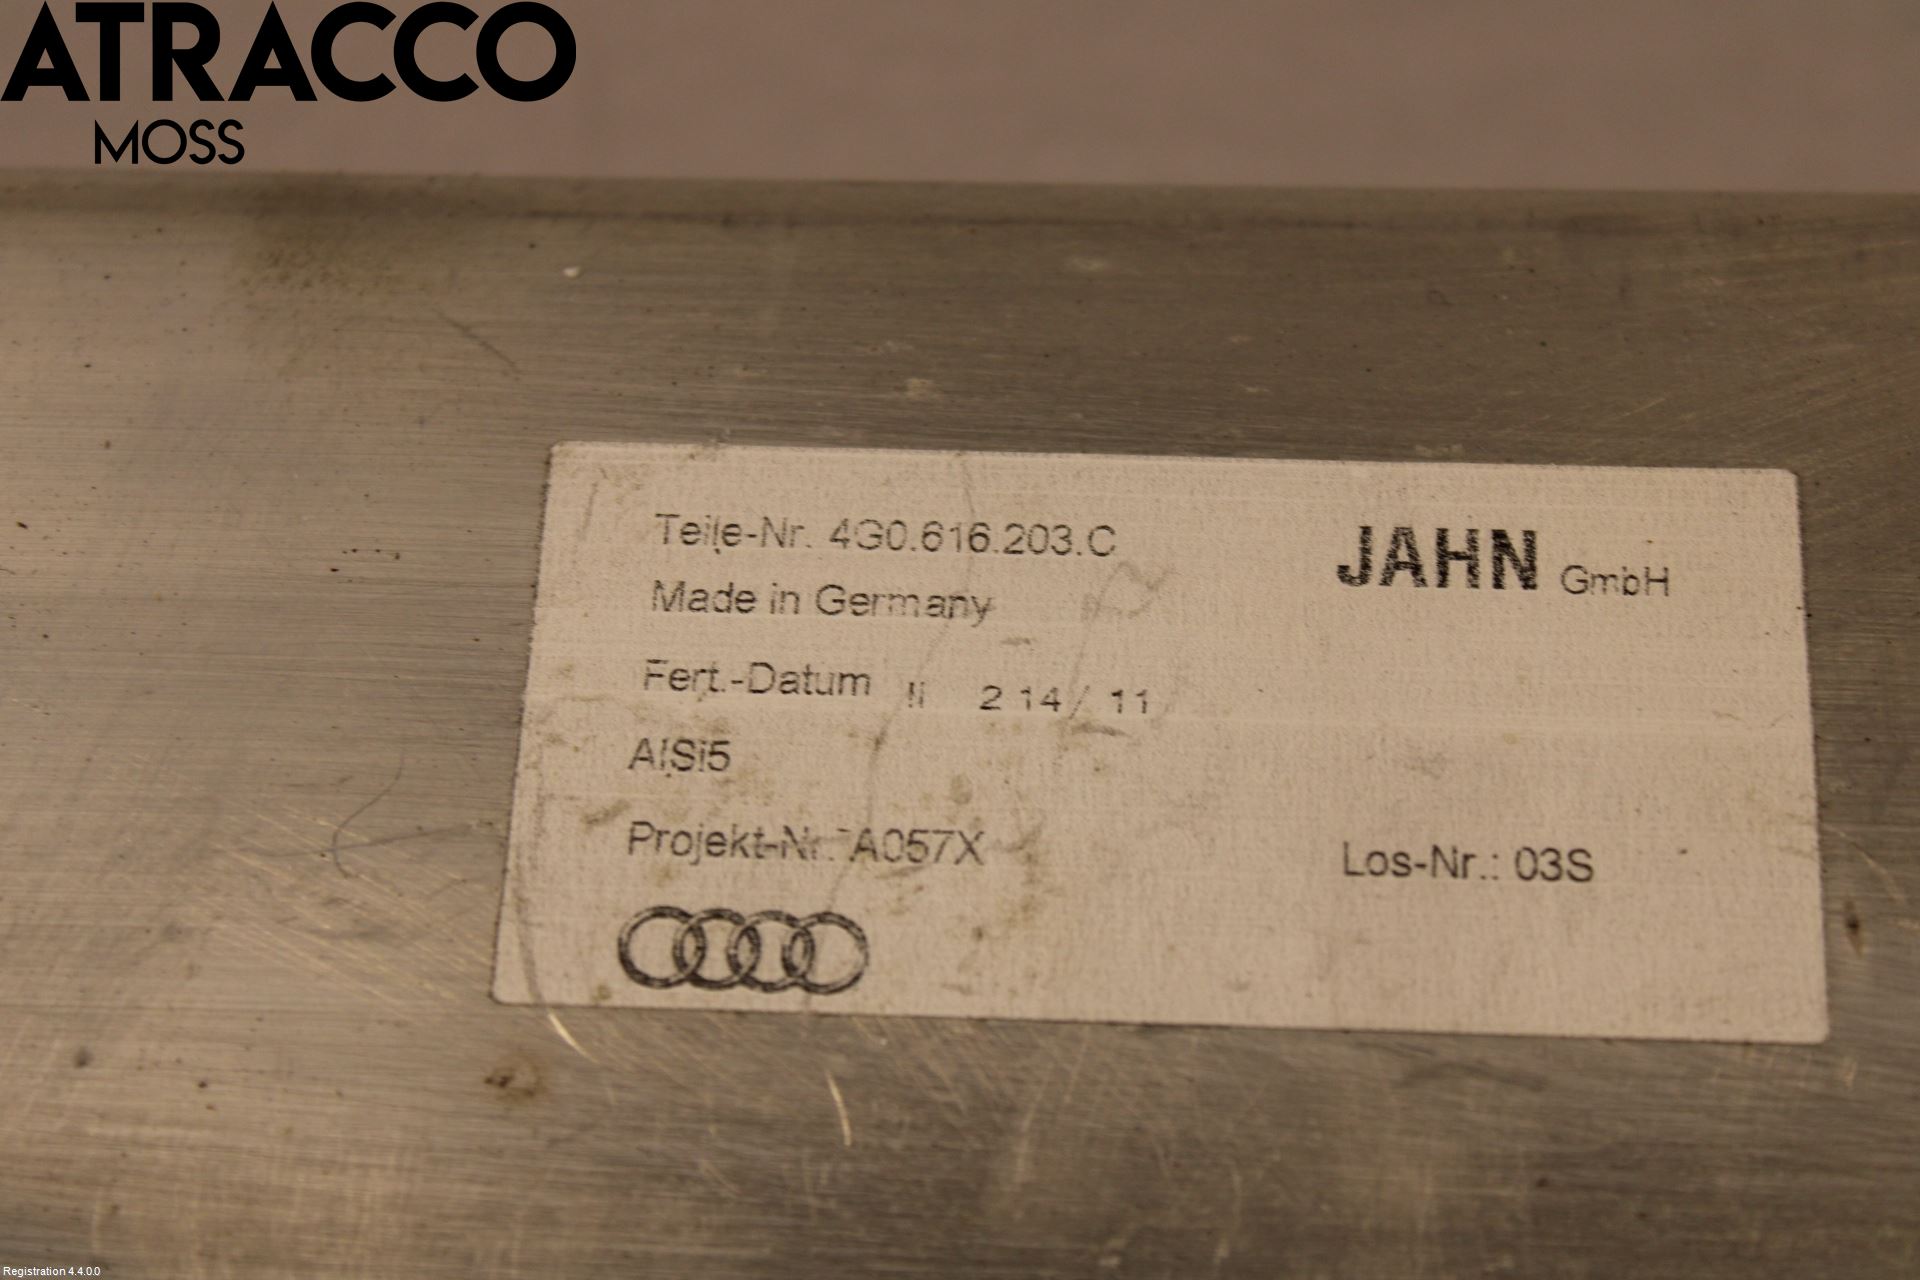 ATRACCO
MOSS
Teile-Nr. 4G0.616.203.C
JAHN GmbH
Made in Germany
Fert.-Datum 2 14/ 11
AlSi5
Projekt-Nr. A057X
Los-Nr.: 03S
Registration 4.4.0.0